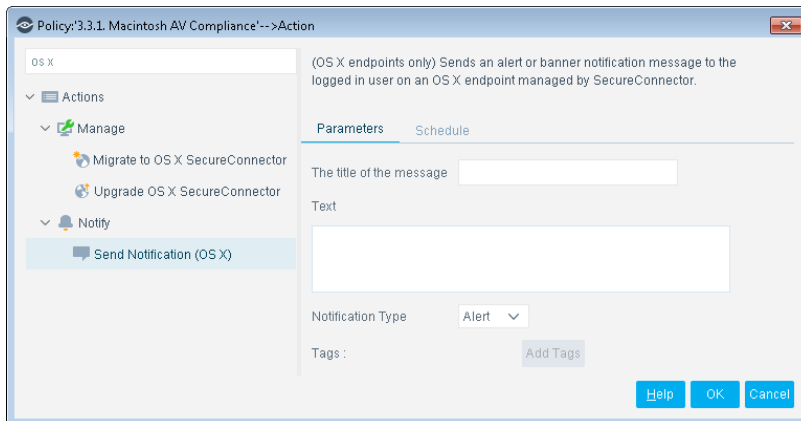 Policy:'3.3.1. Macintosh AV Compliance'-->Action
os x
Actions
Manage
Migrate to OS X SecureConnector
Upgrade OS X SecureConnector
Notify
Send Notification (OS X)
(OS X endpoints only) Sends an alert or banner notification message to the
logged in user on an OS X endpoint managed by SecureConnector.
Parameters Schedule
The title of the message
Text
Notification Type Alert
Tags : Add Tags
Help OK Cancel